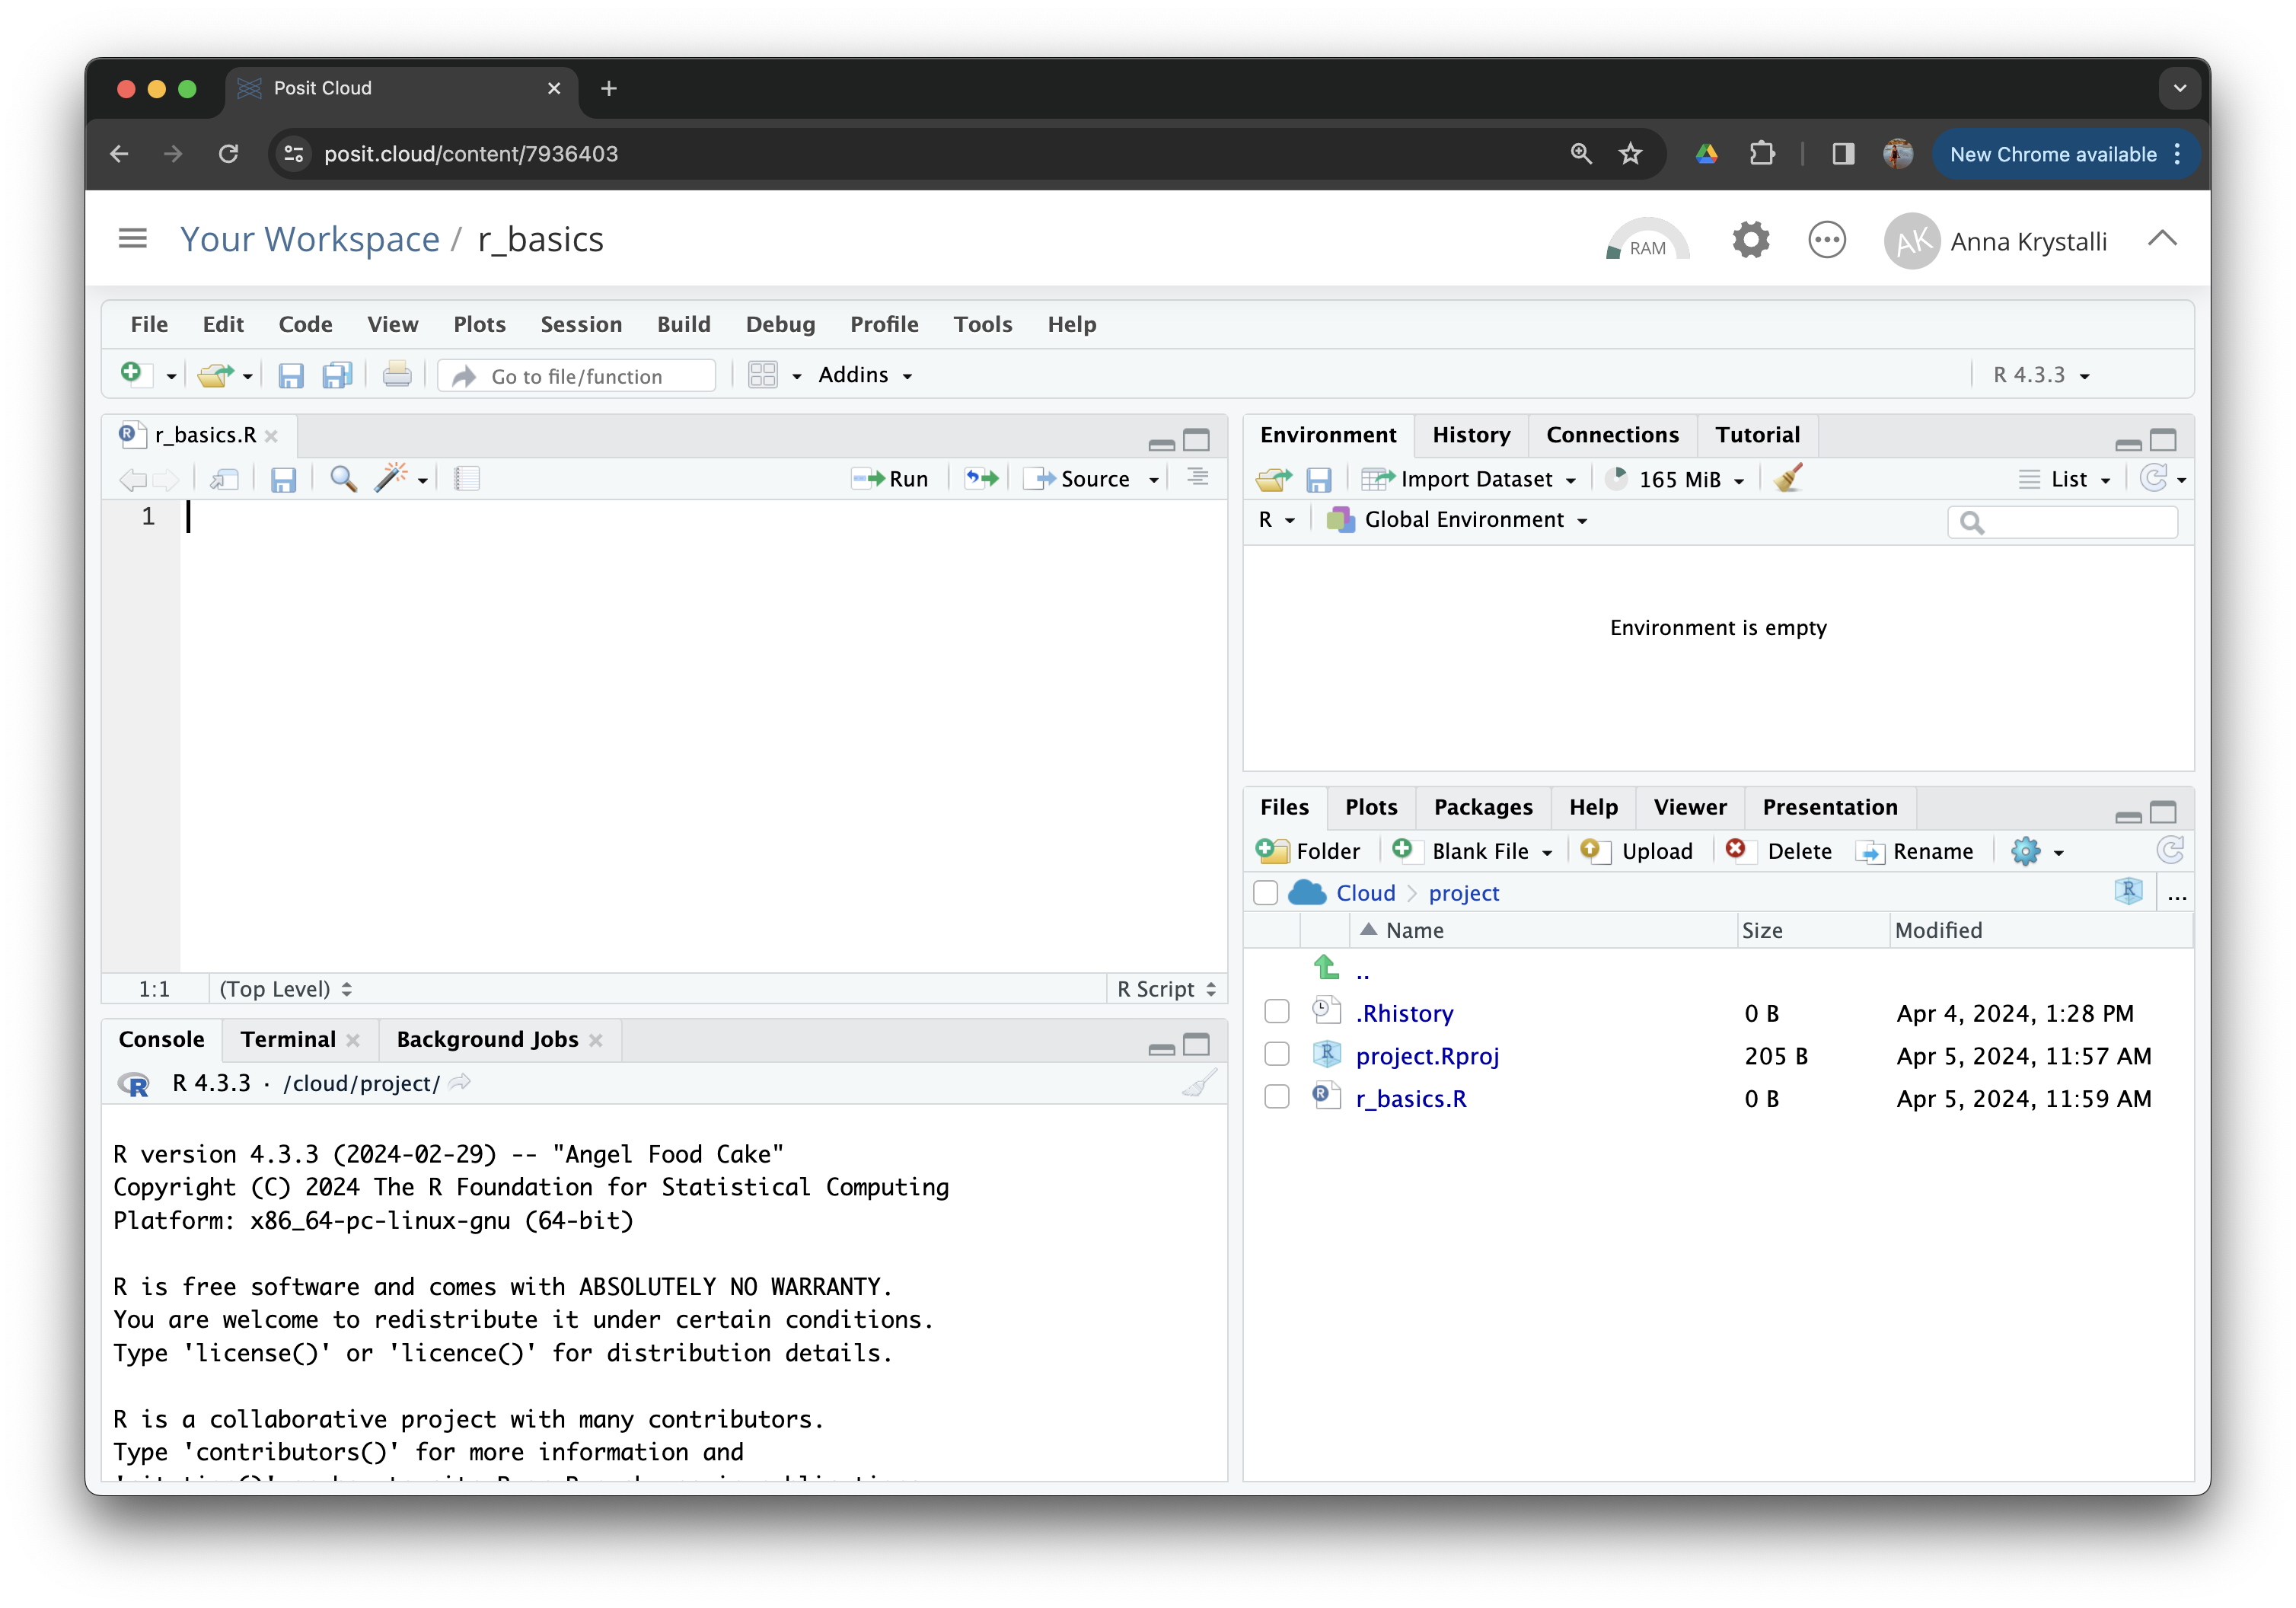 Posit Cloud
posit.cloud/content/7936403
New Chrome available
Your Workspace / r_basics
RAM
AK
Anna Krystalli
File Edit Code View Plots Session Build Debug Profile Tools Help
Go to file/function
Addins
R 4.3.3
r_basics.R
Run
Source
1
1:1
(Top Level)
R Script
Console Terminal Background Jobs
R 4.3.3 · /cloud/project/
R version 4.3.3 (2024-02-29) -- "Angel Food Cake"
Copyright (C) 2024 The R Foundation for Statistical Computing
Platform: x86_64-pc-linux-gnu (64-bit)
R is free software and comes with ABSOLUTELY NO WARRANTY.
You are welcome to redistribute it under certain conditions.
Type 'license()' or 'licence()' for distribution details.
R is a collaborative project with many contributors.
Type 'contributors()' for more information and
Environment History Connections Tutorial
Import Dataset
165 MiB
List
R
Global Environment
Environment is empty
Files Plots Packages Help Viewer Presentation
Folder Blank File Upload Delete Rename
Cloud project
...
Name Size Modified
..
.Rhistory 0 B Apr 4, 2024, 1:28 PM
project.Rproj 205 B Apr 5, 2024, 11:57 AM
r_basics.R 0 B Apr 5, 2024, 11:59 AM